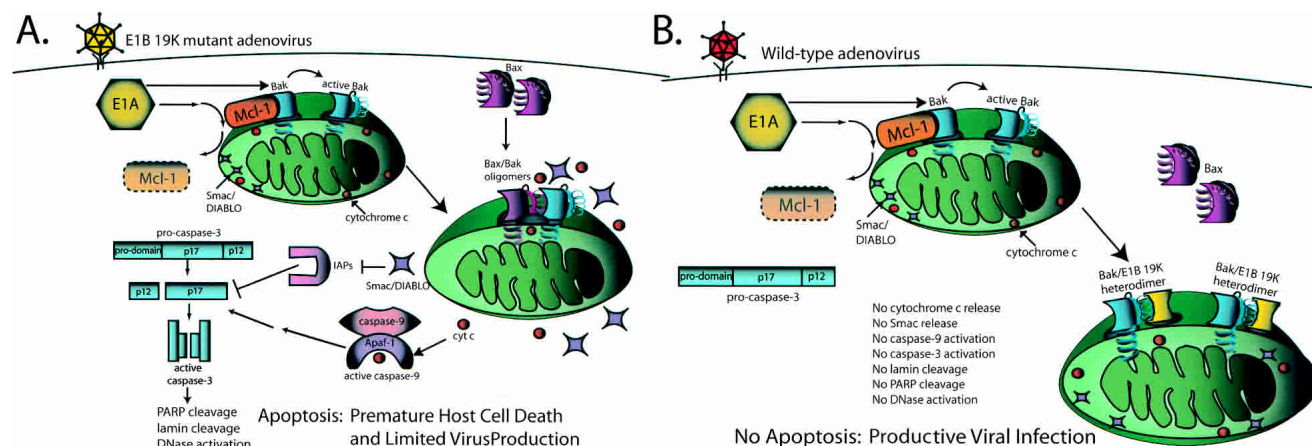 A.
E1B 19K mutant adenovirus
E1A
Bak
active Bak
Mcl-1
Mcl-1
Smac/
DIABLO
cytochrome c
Bax
Bax/Bak
oligomers
pro-caspase-3
pro-domain p17 p12
p12 p17
IAPs
Smac/DIABLO
caspase-9
Apaf-1
active caspase-9
cyt c
active
caspase-3
PARP cleavage
lamin cleavage
DNase activation
Apoptosis: Premature Host Cell Death
and Limited VirusProduction
B.
Wild-type adenovirus
E1A
Bak
active Bak
Mcl-1
Mcl-1
Smac/
DIABLO
cytochrome c
Bax
pro-domain p17 p12
pro-caspase-3
Bak/E1B 19K
heterodimer
Bak/E1B 19K
heterodimer
No cytochrome c release
No Smac release
No caspase-9 activation
No caspase-3 activation
No lamin cleavage
No PARP cleavage
No DNase activation
No Apoptosis: Productive Viral Infection